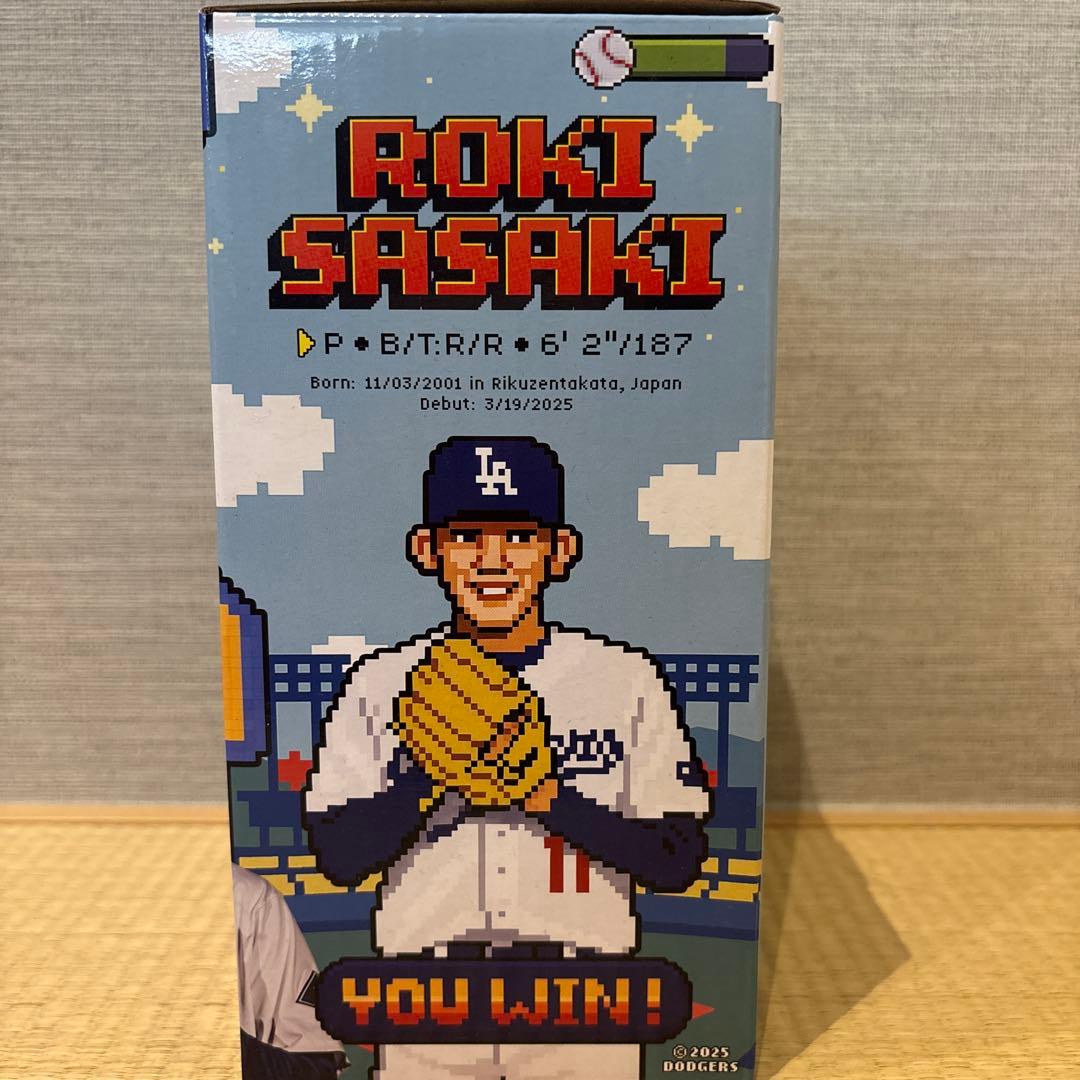 ROKI
SASAKI
P • B/T:R/R • 6' 2"/187
Born: 11/03/2001 in Rikuzentakata, Japan
Debut: 3/19/2025
LA
11
YOU WIN!
©2025
DODGERS